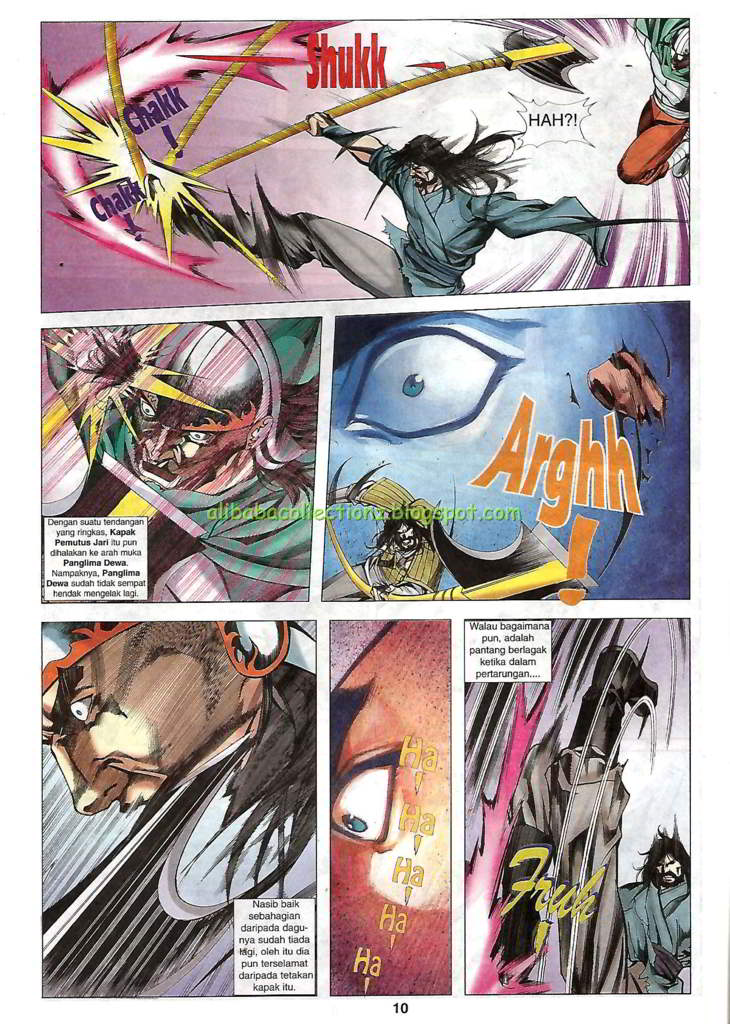 Shukk
Chakk
!
HAH?!
Chakk
!
Arghh
!
alibabacollectionz.blogspot.com
Dengan suatu tendangan
yang ringkas, Kapak
Pemutus Jari itu pun
dihalakan ke arah muka
Panglima Dewa.
Nampaknya, Panglima
Dewa sudah tidak sempat
hendak mengelak lagi.
Nasib baik
sebahagian
daripada dagu-
nya sudah tiada
lagi, oleh itu dia
pun terselamat
daripada tetakan
kapak itu.
Ha
!
Ha
!
Ha
!
Ha
!
Ha
!
Walau bagaimana
pun, adalah
pantang berlagak
ketika dalam
pertarungan....
Fruh
!
10